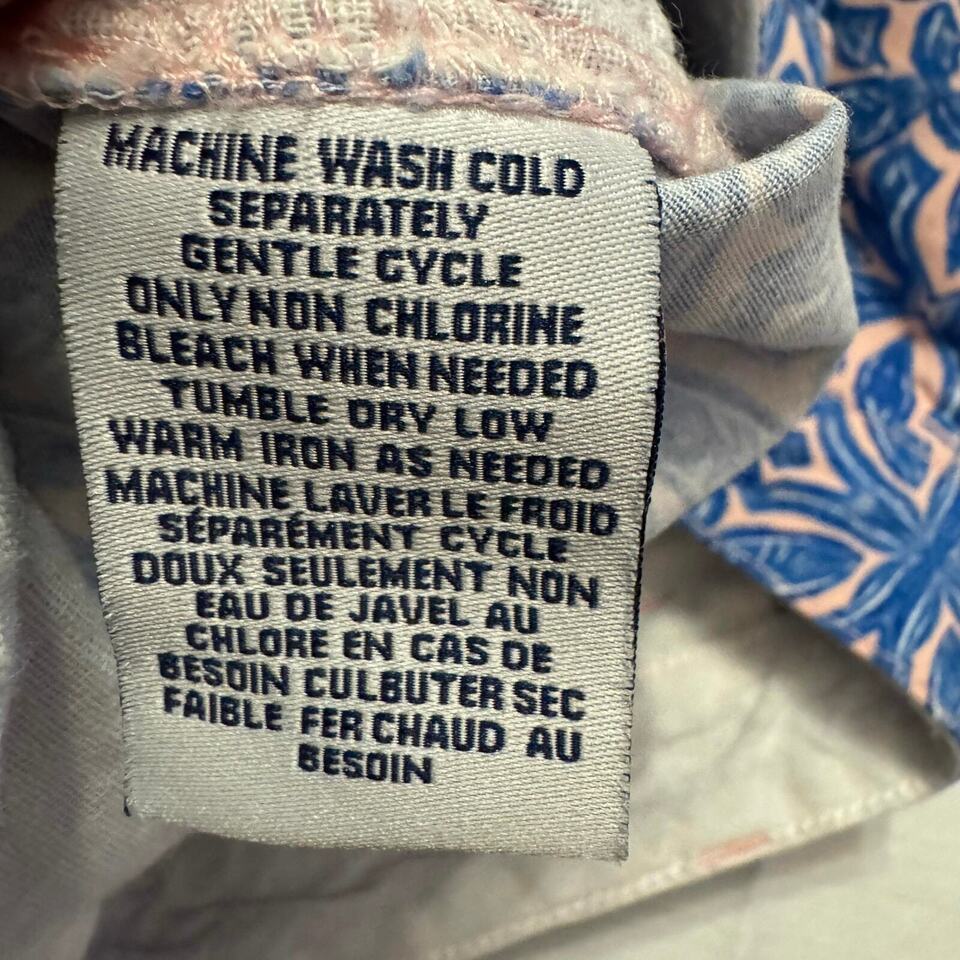 MACHINE WASH COLD
SEPARATELY
GENTLE CYCLE
ONLY NON CHLORINE
BLEACH WHEN NEEDED
TUMBLE DRY LOW
WARM IRON AS NEEDED
MACHINE LAVER LE FROID
SÉPARÉMENT CYCLE
DOUX SEULEMENT NON
EAU DE JAVEL AU
CHLORE EN CAS DE
BESOIN CULBUTER SEC
FAIBLE FER CHAUD AU
BESOIN